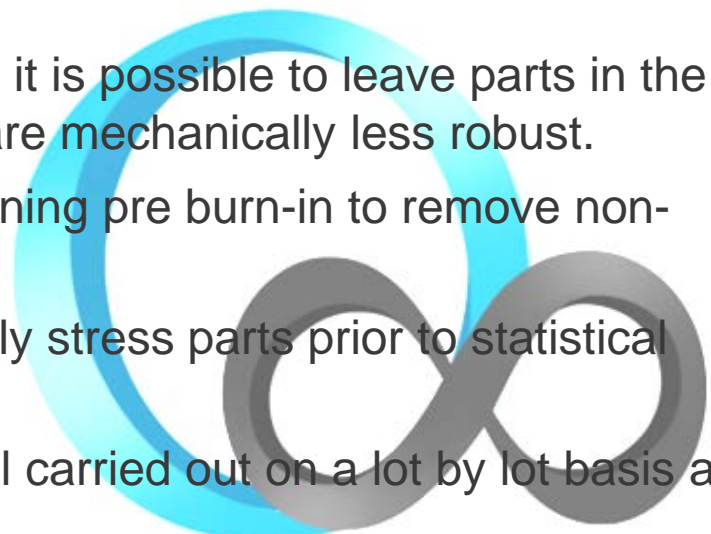 it is possible to leave parts in the
are mechanically less robust.
ning pre burn-in to remove non-
ly stress parts prior to statistical
l carried out on a lot by lot basis a